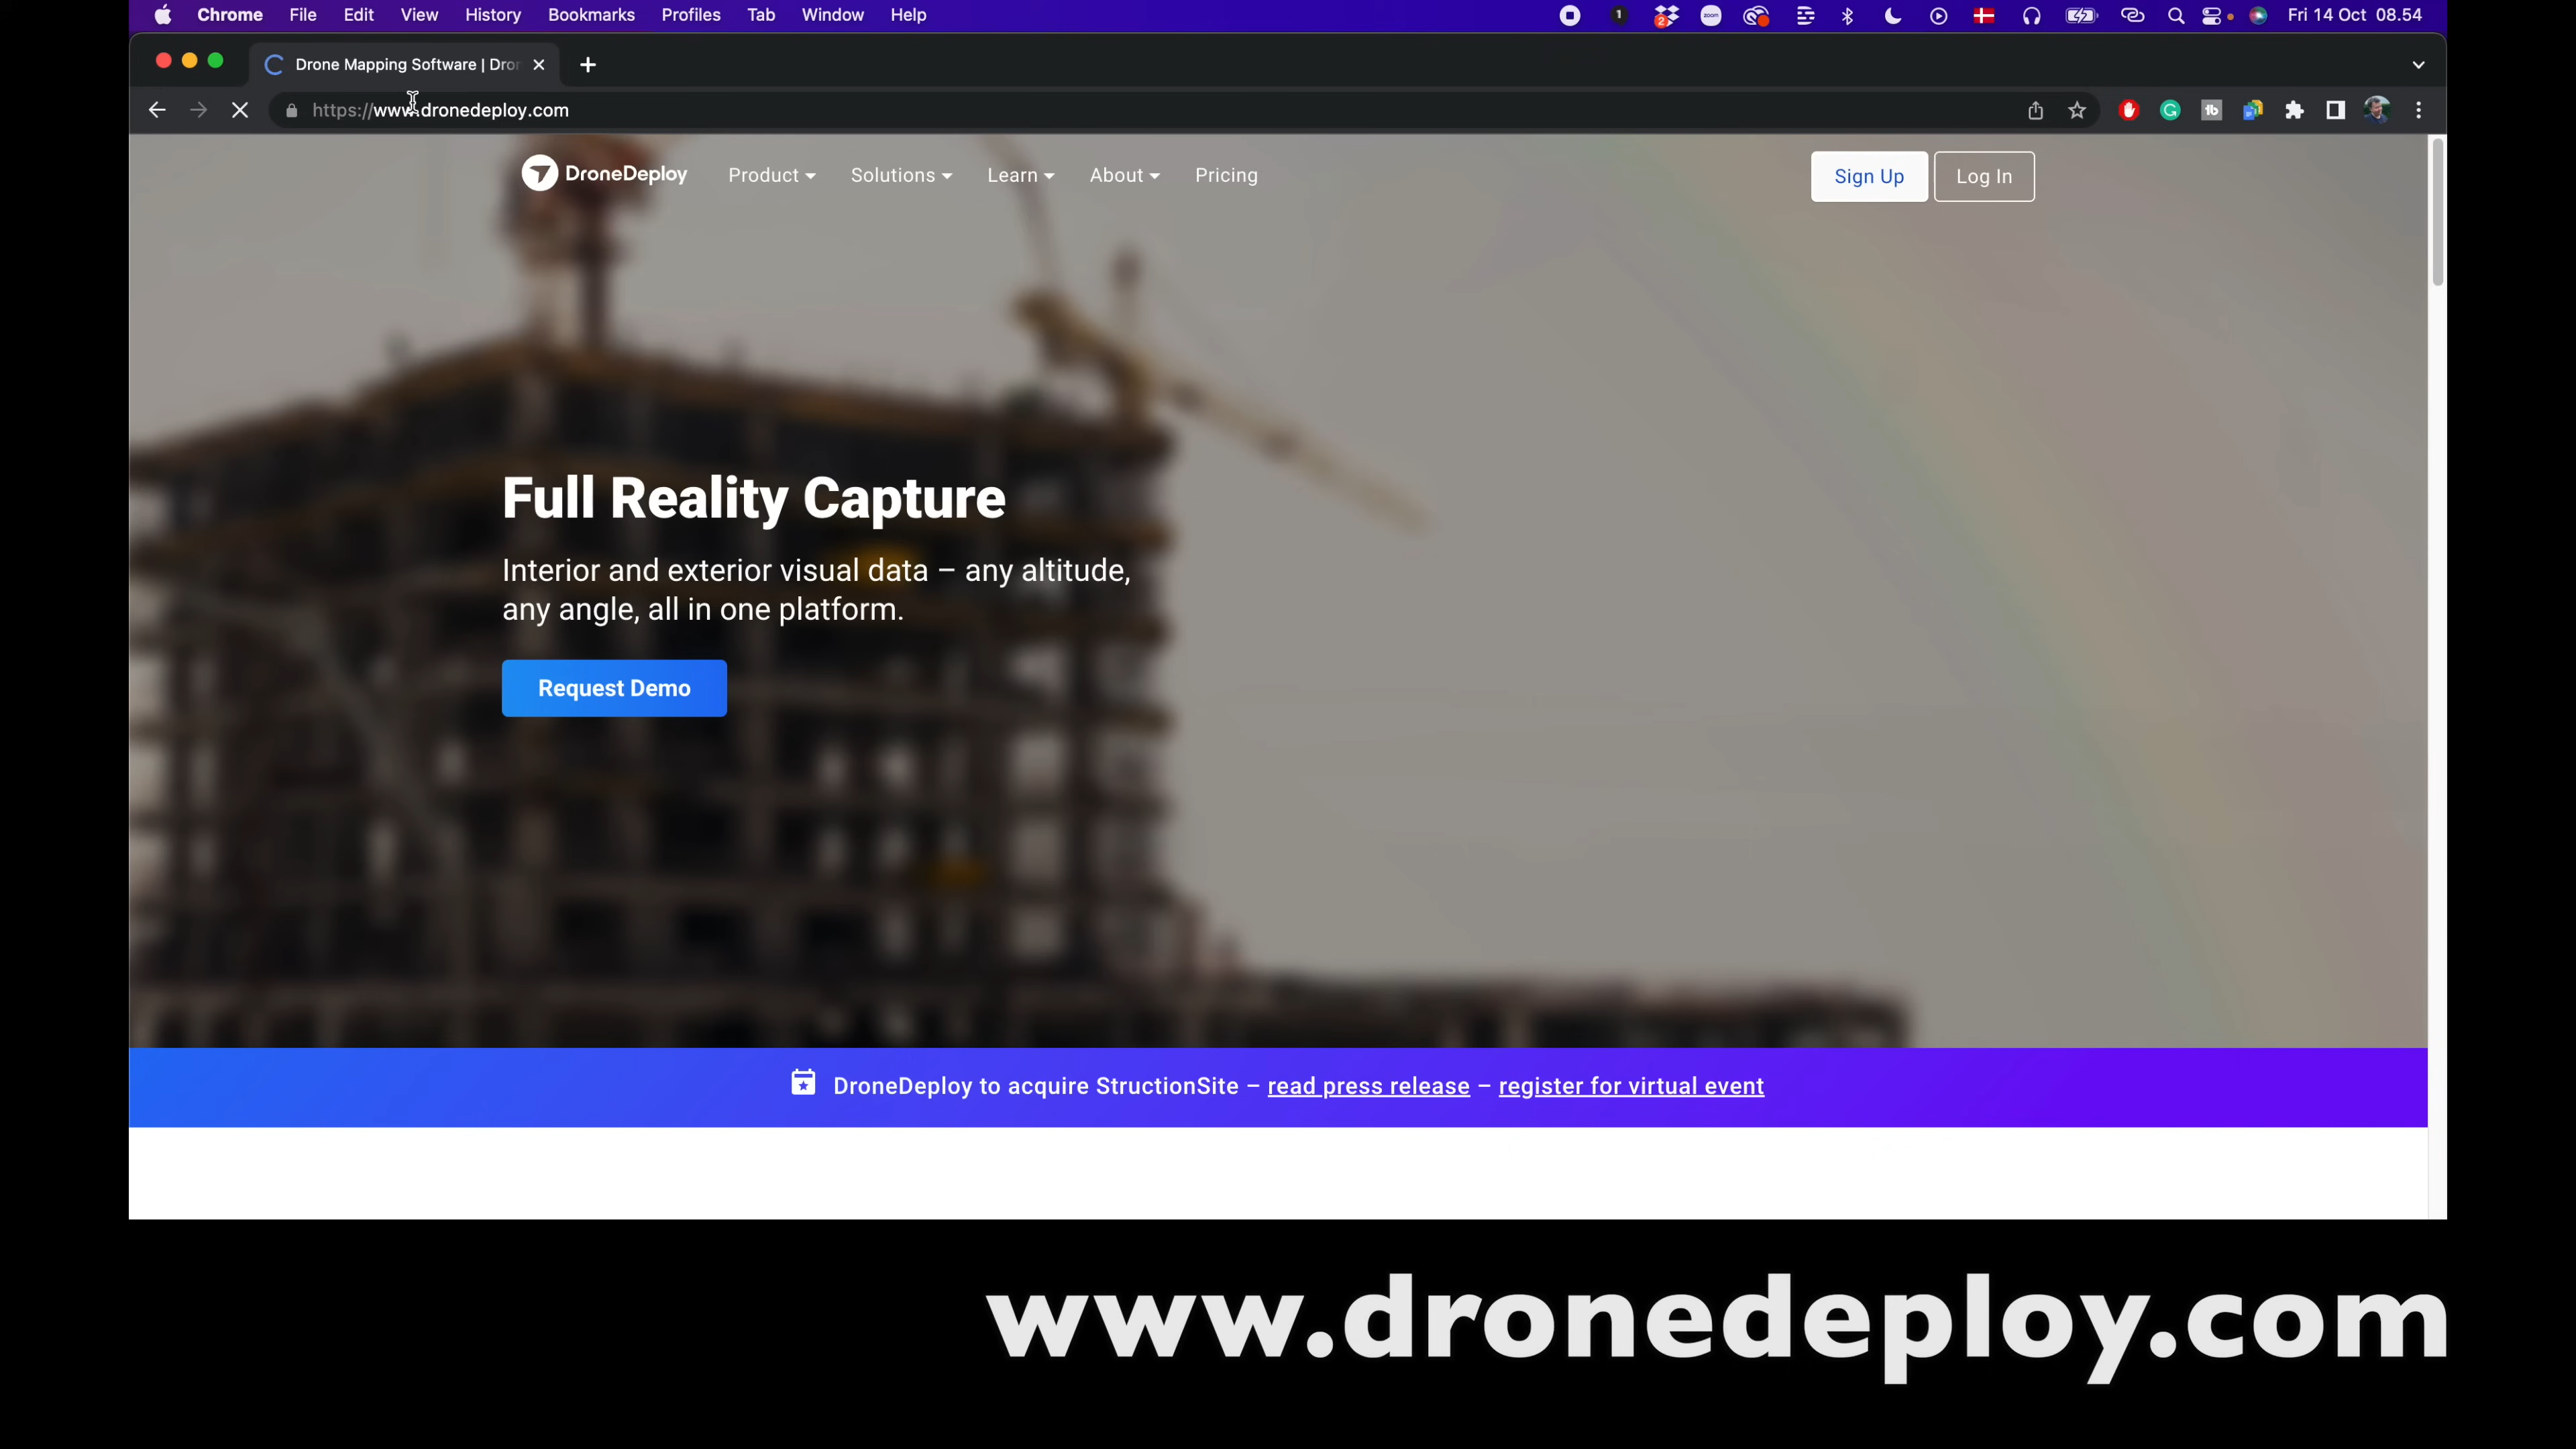 Chrome File Edit View History Bookmarks Profiles Tab Window Help 1 2 zoom Fri 14 Oct 08.54
Drone Mapping Software | Dro
https://www.dronedeploy.com
DroneDeploy Product Solutions Learn About Pricing Sign Up Log In
Full Reality Capture
Interior and exterior visual data – any altitude,
any angle, all in one platform.
Request Demo
DroneDeploy to acquire StructionSite – read press release – register for virtual event
www.dronedeploy.com